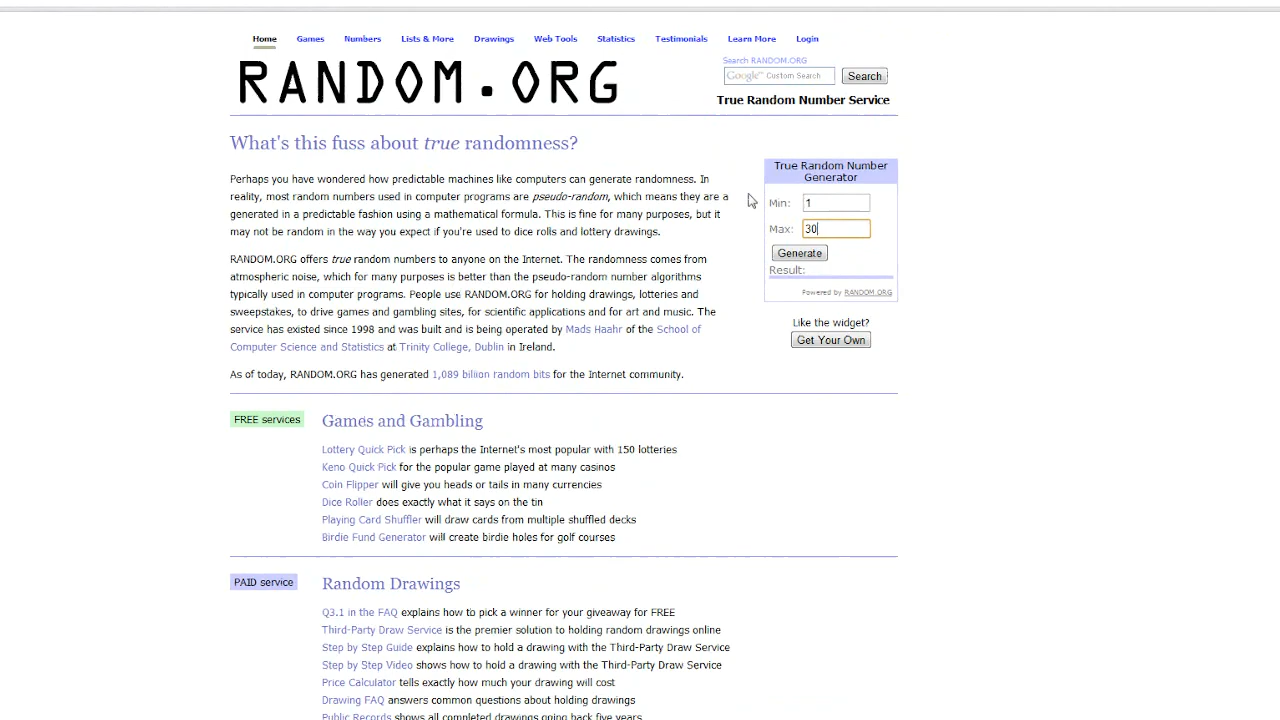 Home Games Numbers Lists & More Drawings Web Tools Statistics Testimonials Learn More Login
RANDOM.ORG
Search RANDOM.ORG
Google™ Custom Search Search
True Random Number Service
What's this fuss about true randomness?
Perhaps you have wondered how predictable machines like computers can generate randomness. In
reality, most random numbers used in computer programs are pseudo-random, which means they are a
generated in a predictable fashion using a mathematical formula. This is fine for many purposes, but it
may not be random in the way you expect if you're used to dice rolls and lottery drawings.
RANDOM.ORG offers true random numbers to anyone on the Internet. The randomness comes from
atmospheric noise, which for many purposes is better than the pseudo-random number algorithms
typically used in computer programs. People use RANDOM.ORG for holding drawings, lotteries and
sweepstakes, to drive games and gambling sites, for scientific applications and for art and music. The
service has existed since 1998 and was built and is being operated by Mads Haahr of the School of
Computer Science and Statistics at Trinity College, Dublin in Ireland.
As of today, RANDOM.ORG has generated 1,089 billion random bits for the Internet community.
True Random Number
Generator
Min: 1
Max: 30
Generate
Result:
Powered by RANDOM.ORG
Like the widget?
Get Your Own
FREE services
Games and Gambling
Lottery Quick Pick is perhaps the Internet's most popular with 150 lotteries
Keno Quick Pick for the popular game played at many casinos
Coin Flipper will give you heads or tails in many currencies
Dice Roller does exactly what it says on the tin
Playing Card Shuffler will draw cards from multiple shuffled decks
Birdie Fund Generator will create birdie holes for golf courses
PAID service
Random Drawings
Q3.1 in the FAQ explains how to pick a winner for your giveaway for FREE
Third-Party Draw Service is the premier solution to holding random drawings online
Step by Step Guide explains how to hold a drawing with the Third-Party Draw Service
Step by Step Video shows how to hold a drawing with the Third-Party Draw Service
Price Calculator tells exactly how much your drawing will cost
Drawing FAQ answers common questions about holding drawings
Public Records shows all completed drawings going back five years